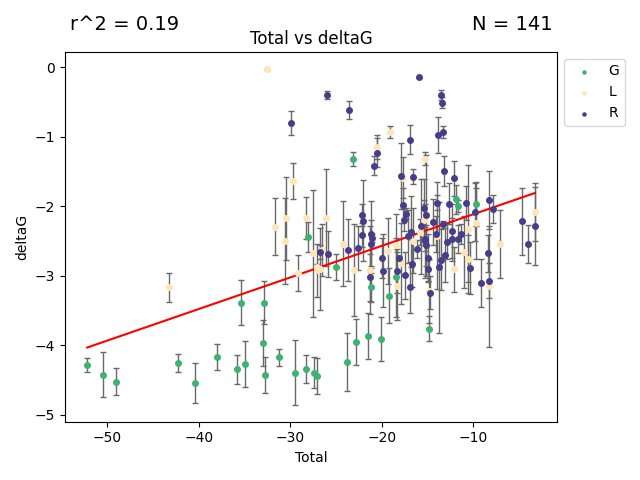 r^2 = 0.19 N = 141
Total vs deltaG
G
L
R
0
−1
−2
−3
−4
−5
deltaG
−50 −40 −30 −20 −10
Total